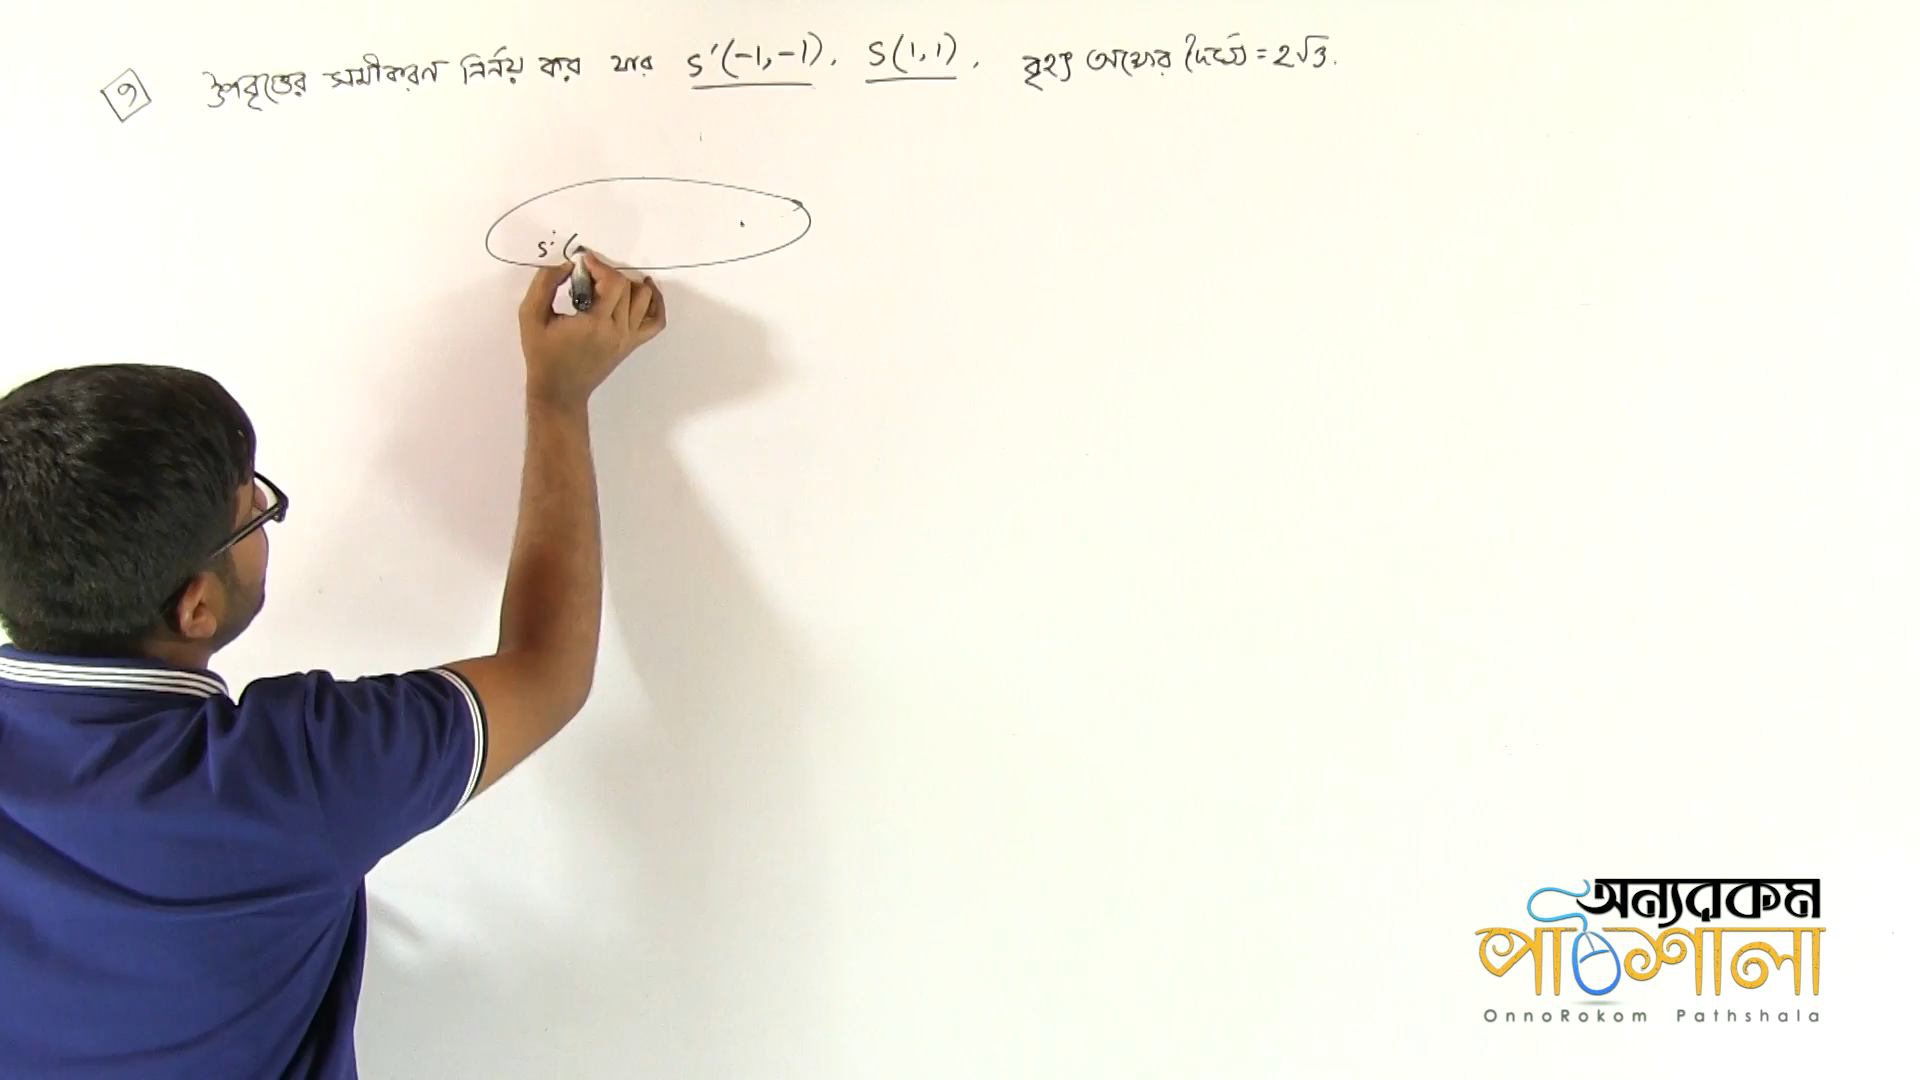 ৩ উপবৃত্তের সমীকরণ নির্ণয় কর যার S'(-1,-1). S(1,1), বৃহৎ অক্ষের দৈর্ঘ্য = 2√3.
S' (
অন্যরকম
পাঠশালা
OnnoRokom Pathshala